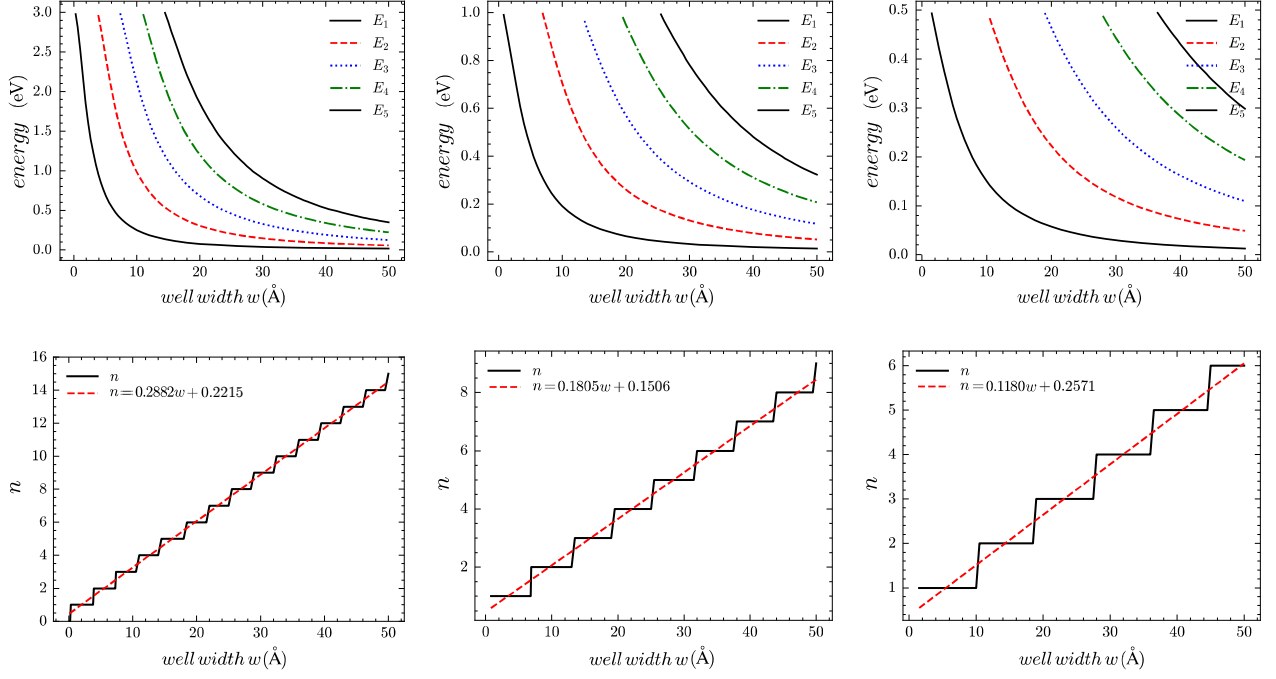 3.0
2.5
2.0
1.5
1.0
0.5
0.0
energy (eV)
E1
E2
E3
E4
E5
0 10 20 30 40 50
well width w(Å)
1.0
0.8
0.6
0.4
0.2
0.0
energy (eV)
E1
E2
E3
E4
E5
0 10 20 30 40 50
well width w(Å)
0.5
0.4
0.3
0.2
0.1
0.0
energy (eV)
E1
E2
E3
E4
E5
0 10 20 30 40 50
well width w(Å)
16
14
12
10
8
6
4
2
0
n
n
n=0.2882w+0.2215
0 10 20 30 40 50
well width w(Å)
8
6
4
2
n
n
n=0.1805w+0.1506
0 10 20 30 40 50
well width w(Å)
6
5
4
3
2
1
n
n
n=0.1180w+0.2571
0 10 20 30 40 50
well width w(Å)